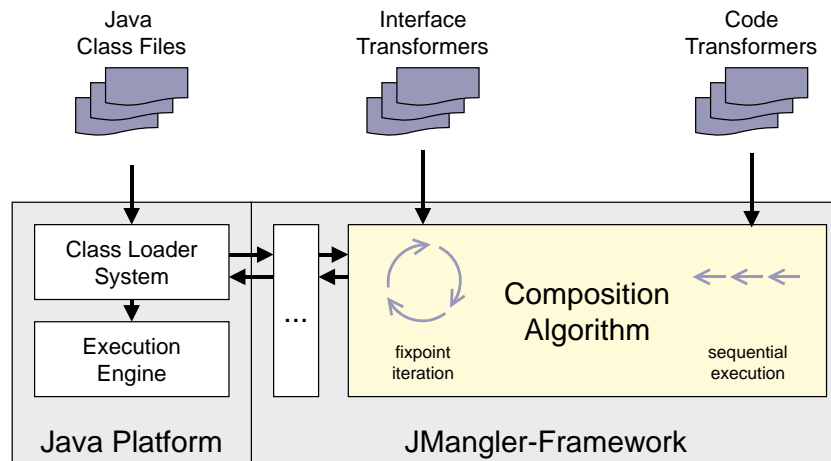 Java
Class Files
Interface
Transformers
Code
Transformers
Class Loader
System
...
Composition
Algorithm
Execution
Engine
fixpoint
iteration
sequential
execution
Java Platform
JMangler-Framework